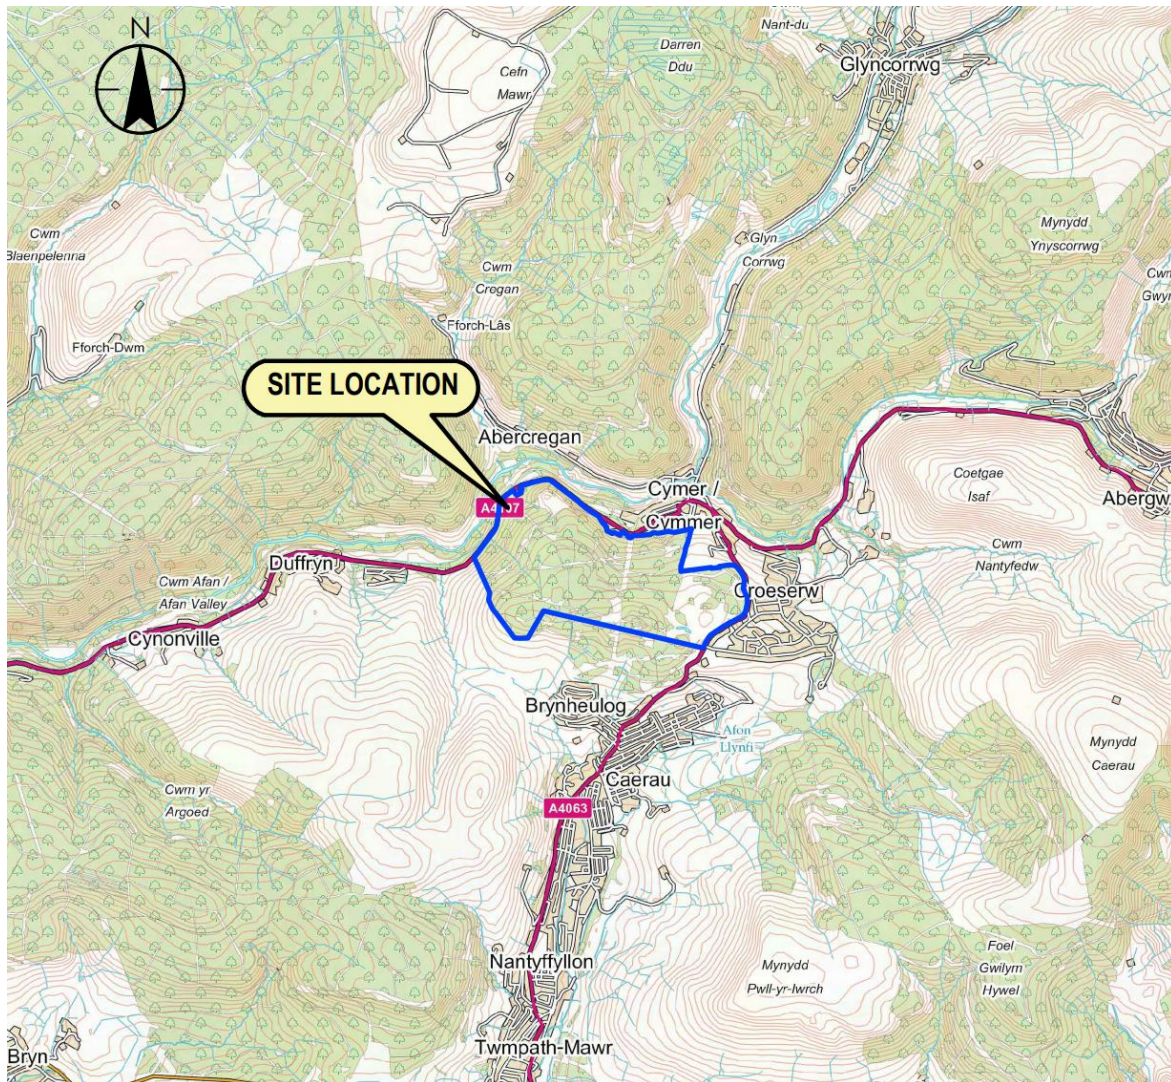 N
Cefn
Mawr
Darren
Ddu
Nant-du
Glyncorrwg
Cwm
Blaenpelenna
Mynydd
Ynyscorrwg
Glyn
Corrwg
Cwm
Cregan
Fforch-Lâs
Fforch-Dwm
SITE LOCATION
Abercregan
Cymer /
Cymmer
Coetgae
Isaf
Cwm
Nantyfedw
Duffryn
Cwm Afan /
Afan Valley
Cynonville
Croeserw
Brynheulog
Afon
Llynfi
Caerau
Mynydd
Caerau
Cwm yr
Argoed
A4063
Nantyffyllon
Mynydd
Pwll-yr-Iwrch
Foel
Gwilym
Hywel
Twmpath-Mawr
Bryn